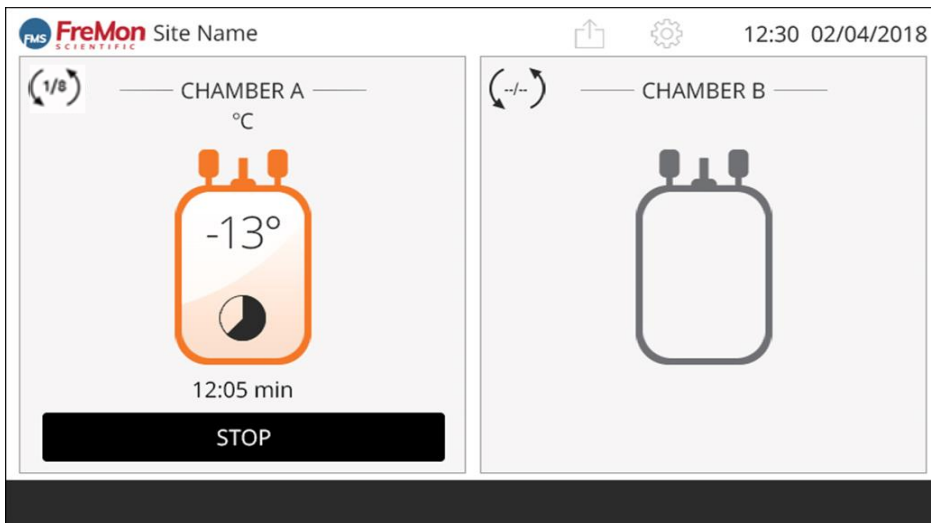 FMS FreMon Site Name 12:30 02/04/2018
SCIENTIFIC
(1/8) CHAMBER A
°C
-13°
12:05 min
STOP
(--/--) CHAMBER B